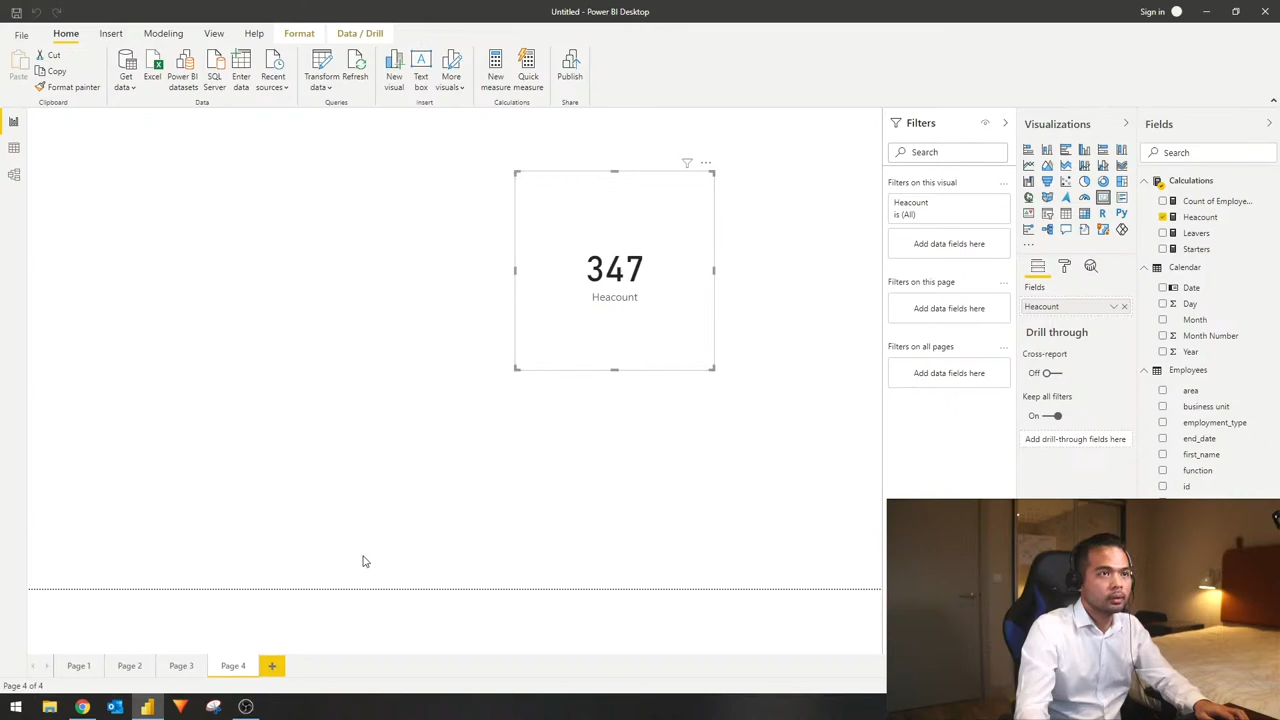 Untitled - Power BI Desktop
Sign in
File
Home
Insert
Modeling
View
Help
Format
Data / Drill
Paste
Cut
Copy
Format painter
Clipboard
Get data
Excel
Power BI datasets
SQL Server
Enter data
Recent sources
Data
Transform data
Refresh
Queries
New visual
Text box
More visuals
Insert
New measure
Quick measure
Calculations
Publish
Share
347
Heacount
Filters
Search
Filters on this visual
Heacount
is (All)
Add data fields here
Filters on this page
Add data fields here
Filters on all pages
Add data fields here
Visualizations
R
Py
Fields
Heacount
Drill through
Cross-report
Off
Keep all filters
On
Add drill-through fields here
Fields
Search
Calculations
Count of Employe...
Heacount
Leavers
Starters
Calendar
Date
Day
Month
Month Number
Year
Employees
area
business unit
employment_type
end_date
first_name
function
id
Page 1
Page 2
Page 3
Page 4
Page 4 of 4